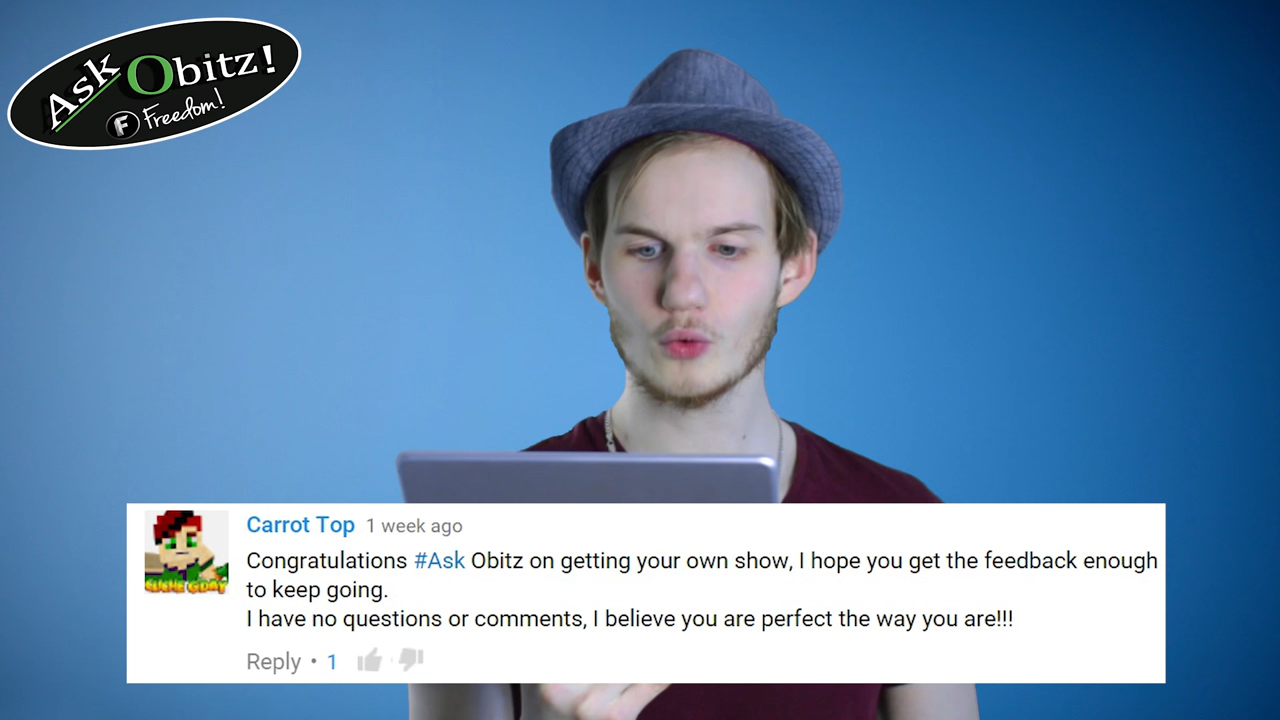 Ask Obitz!
F Freedom!
Carrot Top 1 week ago
Congratulations #Ask Obitz on getting your own show, I hope you get the feedback enough
to keep going.
I have no questions or comments, I believe you are perfect the way you are!!!
Reply • 1